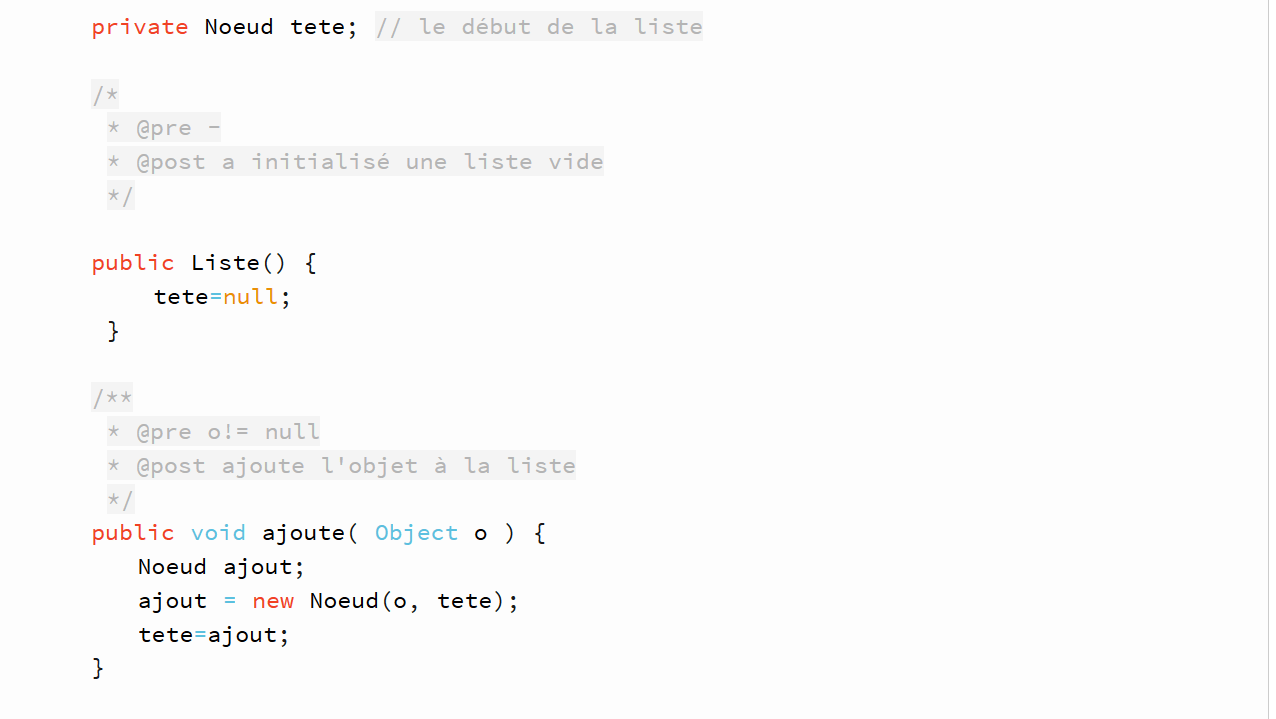 private Noeud tete; // le début de la liste
/*
* @pre -
* @post a initialisé une liste vide
*/
public Liste() {
tete=null;
}
/**
* @pre o!= null
* @post ajoute l'objet à la liste
*/
public void ajoute( Object o ) {
Noeud ajout;
ajout = new Noeud(o, tete);
tete=ajout;
}